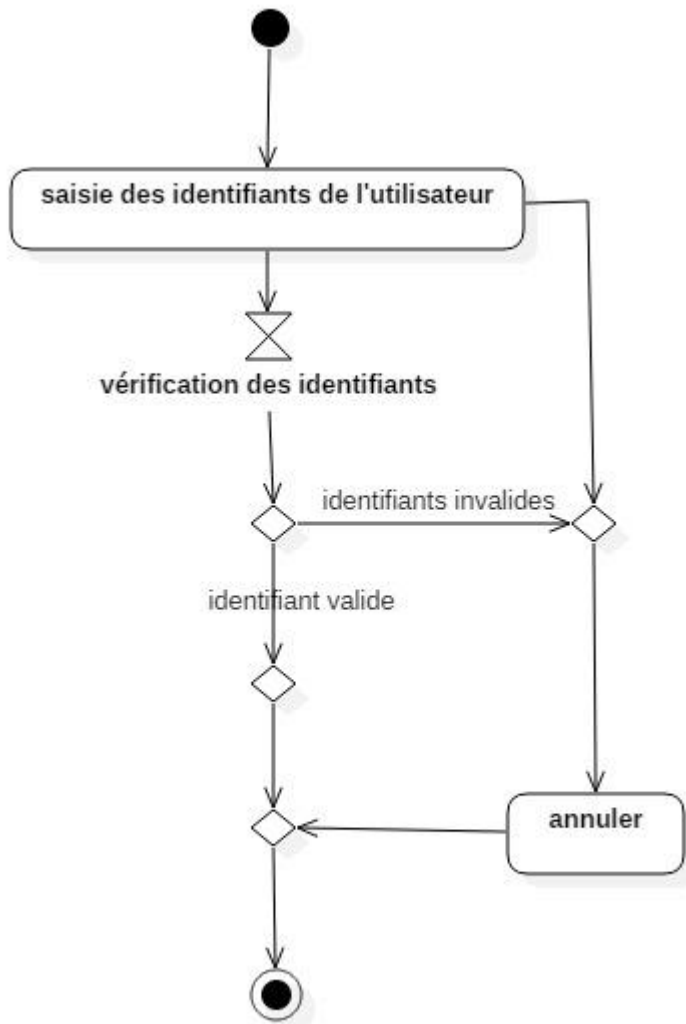 saisie des identifiants de l'utilisateur
vérification des identifiants
identifiants invalides
identifiant valide
annuler